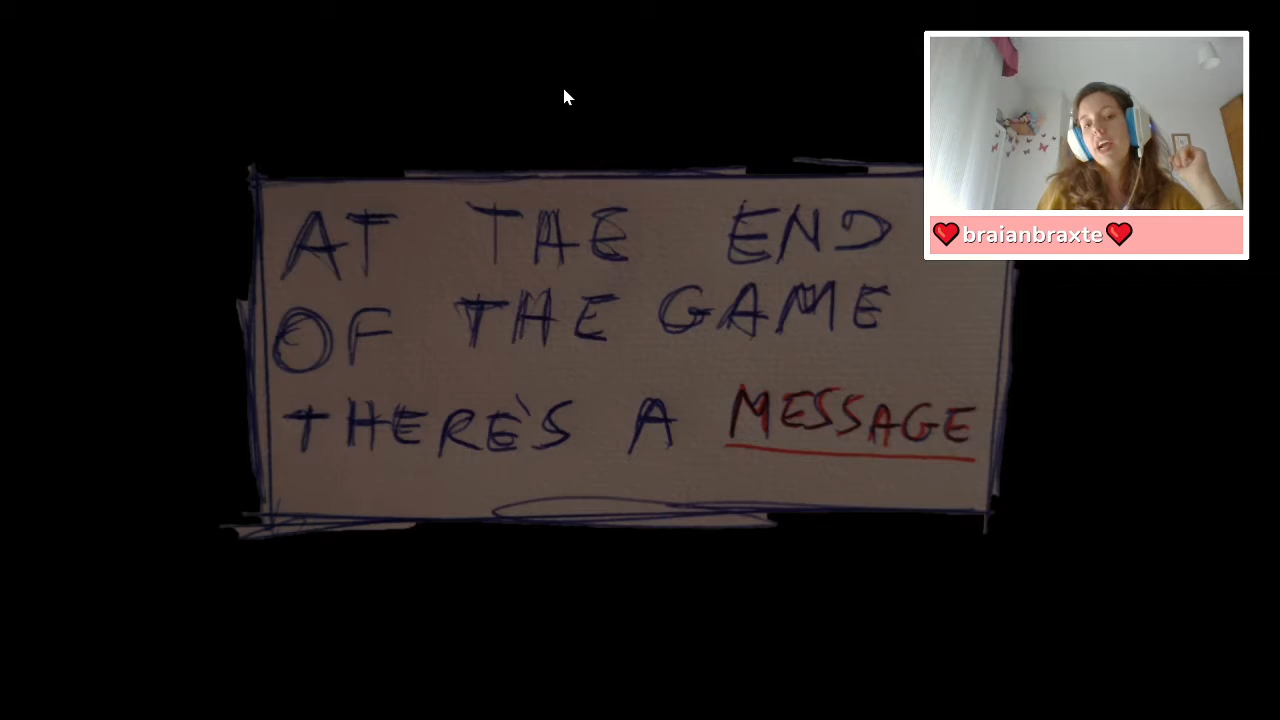 AT THE END
OF THE GAME
THERE'S A MESSAGE
braianbraxte